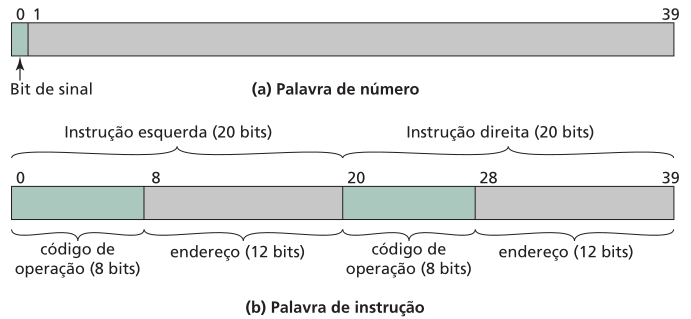 0 1 39
Bit de sinal
(a) Palavra de número
Instrução esquerda (20 bits) Instrução direita (20 bits)
0 8 20 28 39
código de operação (8 bits)
endereço (12 bits)
código de operação (8 bits)
endereço (12 bits)
(b) Palavra de instrução